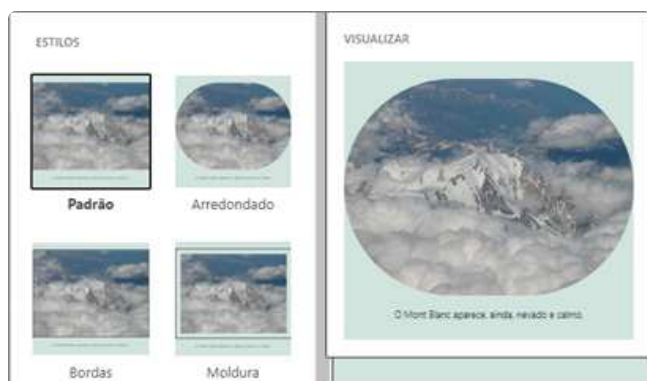 ESTILOS
Padrão
Arredondado
Bordas
Moldura
VISUALIZAR
O Mont Blanc aparece, ainda, nevado e calmo.